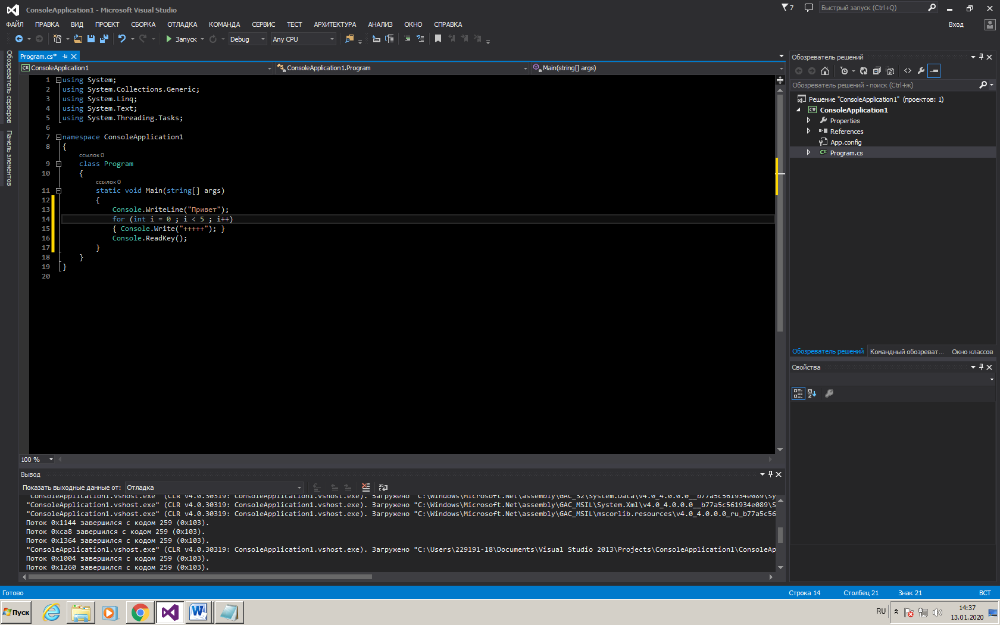 ConsoleApplication1 - Microsoft Visual Studio
7
Быстрый запуск (Ctrl+Q)
ФАЙЛ ПРАВКА ВИД ПРОЕКТ СБОРКА ОТЛАДКА КОМАНДА СЕРВИС ТЕСТ АРХИТЕКТУРА АНАЛИЗ ОКНО СПРАВКА
Вход
Запуск Debug Any CPU
Обозреватель серверов
Панель элементов
Program.cs*
ConsoleApplication1 ConsoleApplication1.Program Main(string[] args)
1 using System;
2 using System.Collections.Generic;
3 using System.Linq;
4 using System.Text;
5 using System.Threading.Tasks;
6
7 namespace ConsoleApplication1
8 {
ссылок 0
9 class Program
10 {
ссылок 0
11 static void Main(string[] args)
12 {
13 Console.WriteLine("Привет");
14 for (int i = 0 ; i < 5 ; i++)
15 { Console.Write("+++++"); }
16 Console.ReadKey();
17 }
18 }
19 }
20
100 %
Вывод
Показать выходные данные от: Отладка
"ConsoleApplication1.vshost.exe" (CLR v4.0.30319: ConsoleApplication1.vshost.exe). Загружено "C:\Windows\Microsoft.Net\assembly\GAC_32\System.Data\v4.0_4.0.0.0__b77a5c561934e089\Sy
"ConsoleApplication1.vshost.exe" (CLR v4.0.30319: ConsoleApplication1.vshost.exe). Загружено "C:\Windows\Microsoft.Net\assembly\GAC_MSIL\System.Xml\v4.0_4.0.0.0__b77a5c561934e089\S
"ConsoleApplication1.vshost.exe" (CLR v4.0.30319: ConsoleApplication1.vshost.exe). Загружено "C:\Windows\Microsoft.Net\assembly\GAC_MSIL\mscorlib.resources\v4.0_4.0.0.0_ru_b77a5c56
Поток 0x1144 завершился с кодом 259 (0x103).
Поток 0xca8 завершился с кодом 259 (0x103).
Поток 0x1364 завершился с кодом 259 (0x103).
"ConsoleApplication1.vshost.exe" (CLR v4.0.30319: ConsoleApplication1.vshost.exe). Загружено "C:\Users\229191-18\Documents\Visual Studio 2013\Projects\ConsoleApplication1\ConsoleAp
Поток 0x1004 завершился с кодом 259 (0x103).
Поток 0x1260 завершился с кодом 259 (0x103).
Обозреватель решений
Обозреватель решений - поиск (Ctrl+ж)
Решение "ConsoleApplication1" (проектов: 1)
ConsoleApplication1
Properties
References
App.config
Program.cs
Обозреватель решений Командный обозреват... Окно классов
Свойства
Готово Строка 14 Столбец 21 Знак 21 ВСТ
Пуск RU 14:37
13.01.2020